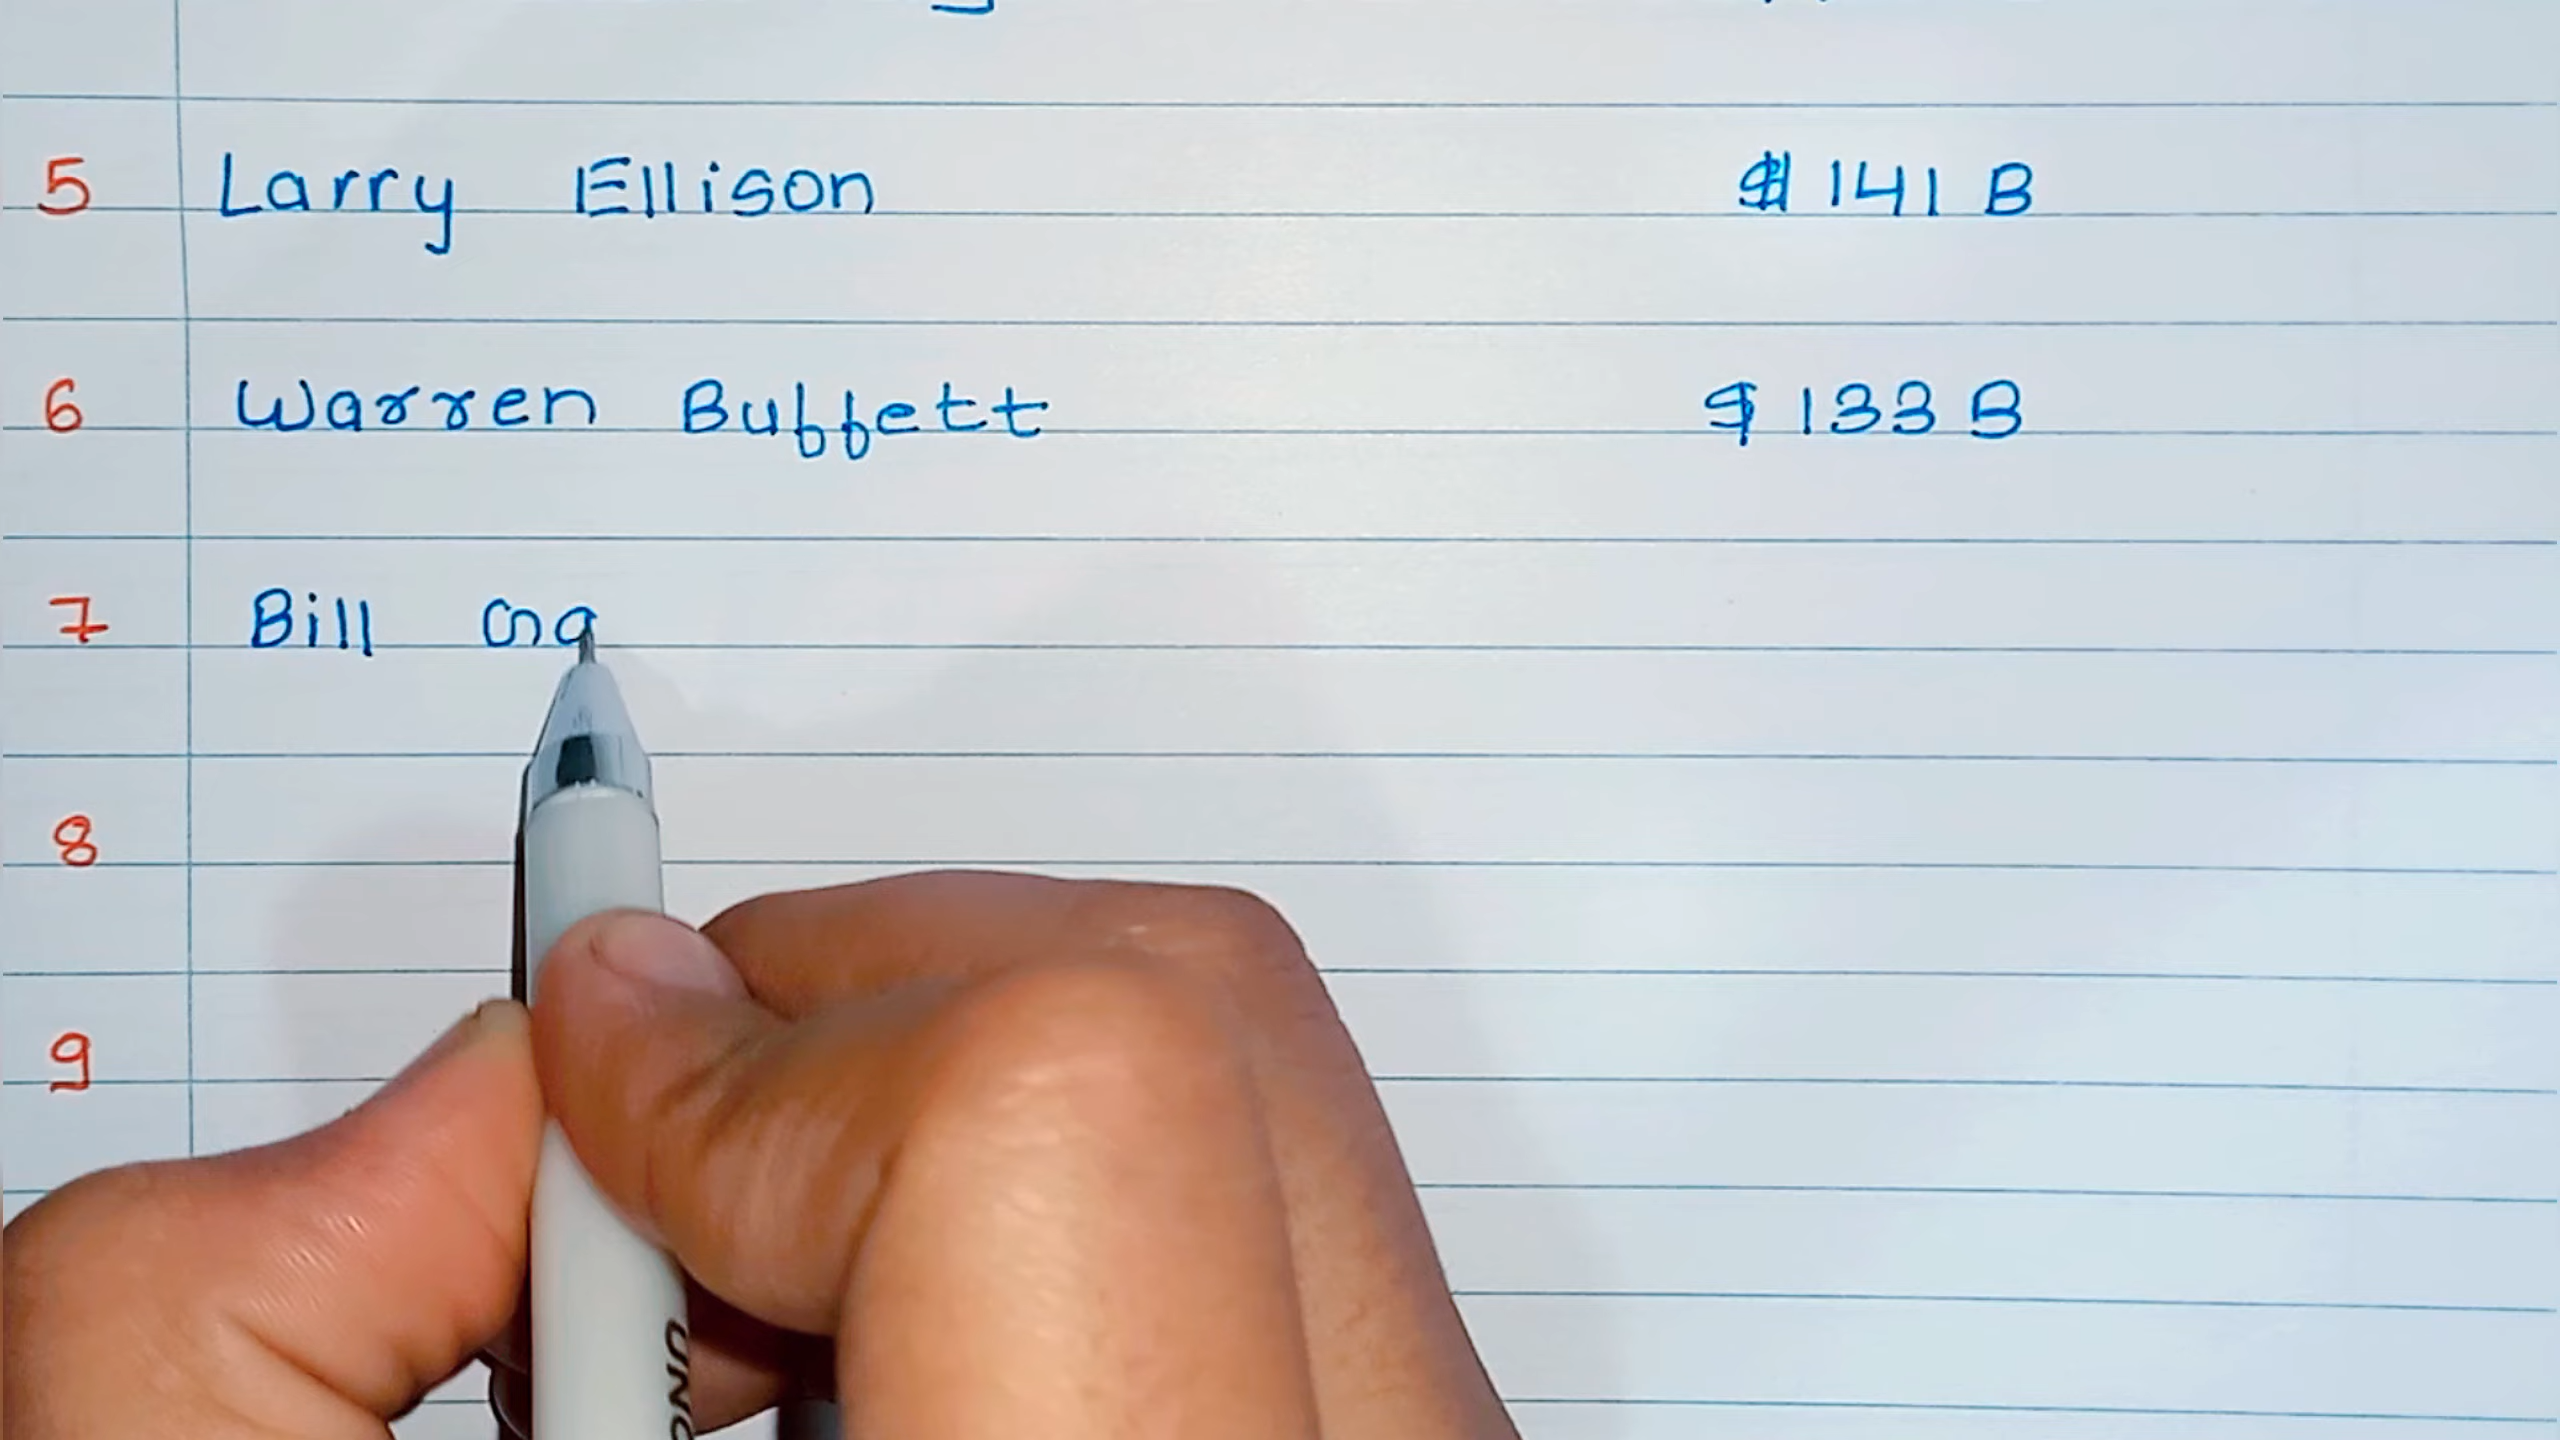 5 Larry Ellison $ 141 B
6 Warren Buffett $ 133 B
7 Bill Ga
8
9